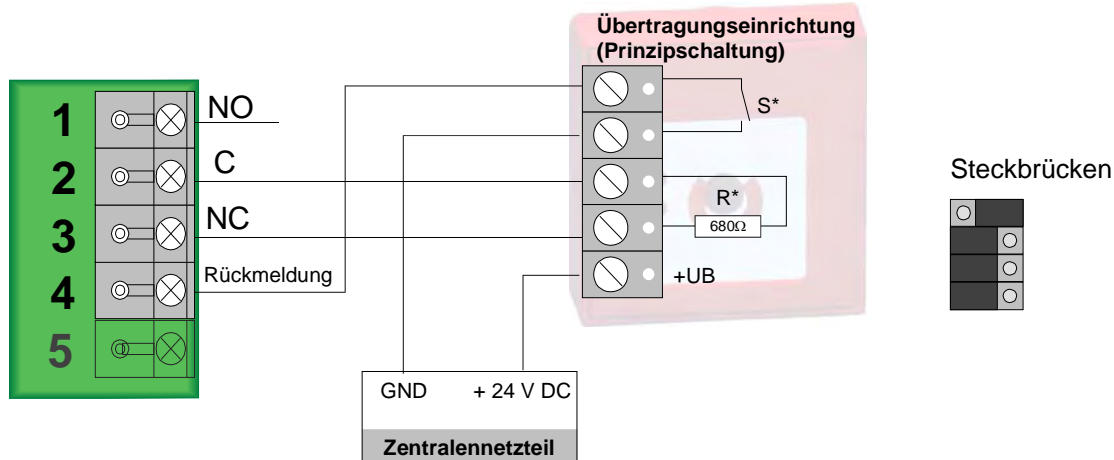 Übertragungseinrichtung
(Prinzipschaltung)
1
NO
S*
2
C
Steckbrücken
R*
3
NC
680Ω
4
Rückmeldung
+UB
5
GND
+ 24 V DC
Zentralennetzteil